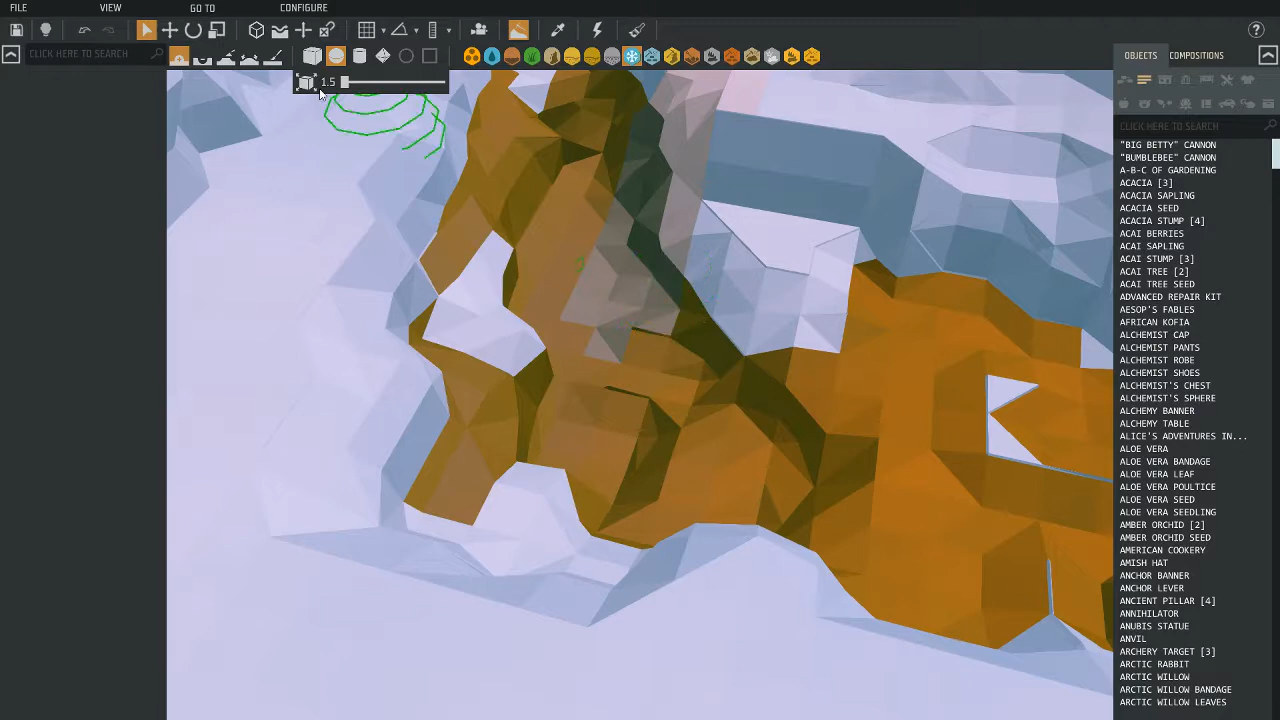 FILE VIEW GO TO CONFIGURE
CLICK HERE TO SEARCH
1.5
OBJECTS COMPOSITIONS
CLICK HERE TO SEARCH
"BIG BETTY" CANNON
"BUMBLEBEE" CANNON
A-B-C OF GARDENING
ACACIA [3]
ACACIA SAPLING
ACACIA SEED
ACACIA STUMP [4]
ACAI BERRIES
ACAI SAPLING
ACAI STUMP [3]
ACAI TREE [2]
ACAI TREE SEED
ADVANCED REPAIR KIT
AESOP'S FABLES
AFRICAN KOFIA
ALCHEMIST CAP
ALCHEMIST PANTS
ALCHEMIST ROBE
ALCHEMIST SHOES
ALCHEMIST'S CHEST
ALCHEMIST'S SPHERE
ALCHEMY BANNER
ALCHEMY TABLE
ALICE'S ADVENTURES IN...
ALOE VERA
ALOE VERA BANDAGE
ALOE VERA LEAF
ALOE VERA POULTICE
ALOE VERA SEED
ALOE VERA SEEDLING
AMBER ORCHID [2]
AMBER ORCHID SEED
AMERICAN COOKERY
AMISH HAT
ANCHOR BANNER
ANCHOR LEVER
ANCIENT PILLAR [4]
ANNIHILATOR
ANUBIS STATUE
ANVIL
ARCHERY TARGET [3]
ARCTIC RABBIT
ARCTIC WILLOW
ARCTIC WILLOW BANDAGE
ARCTIC WILLOW LEAVES